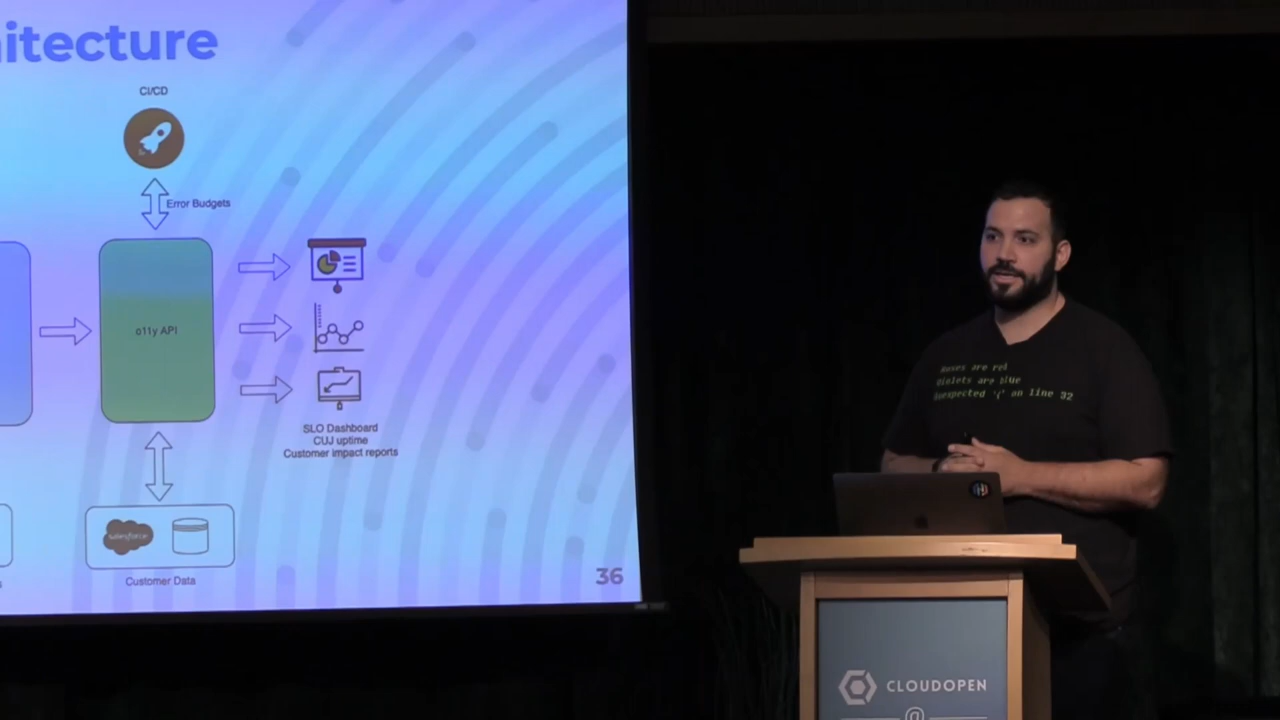 itecture
CI/CD
Error Budgets
o11y API
SLO Dashboard
CUJ uptime
Customer impact reports
salesforce
Customer Data
36
Roses are red
Violets are blue
Unexpected '{' on line 32
CLOUDOPEN
@